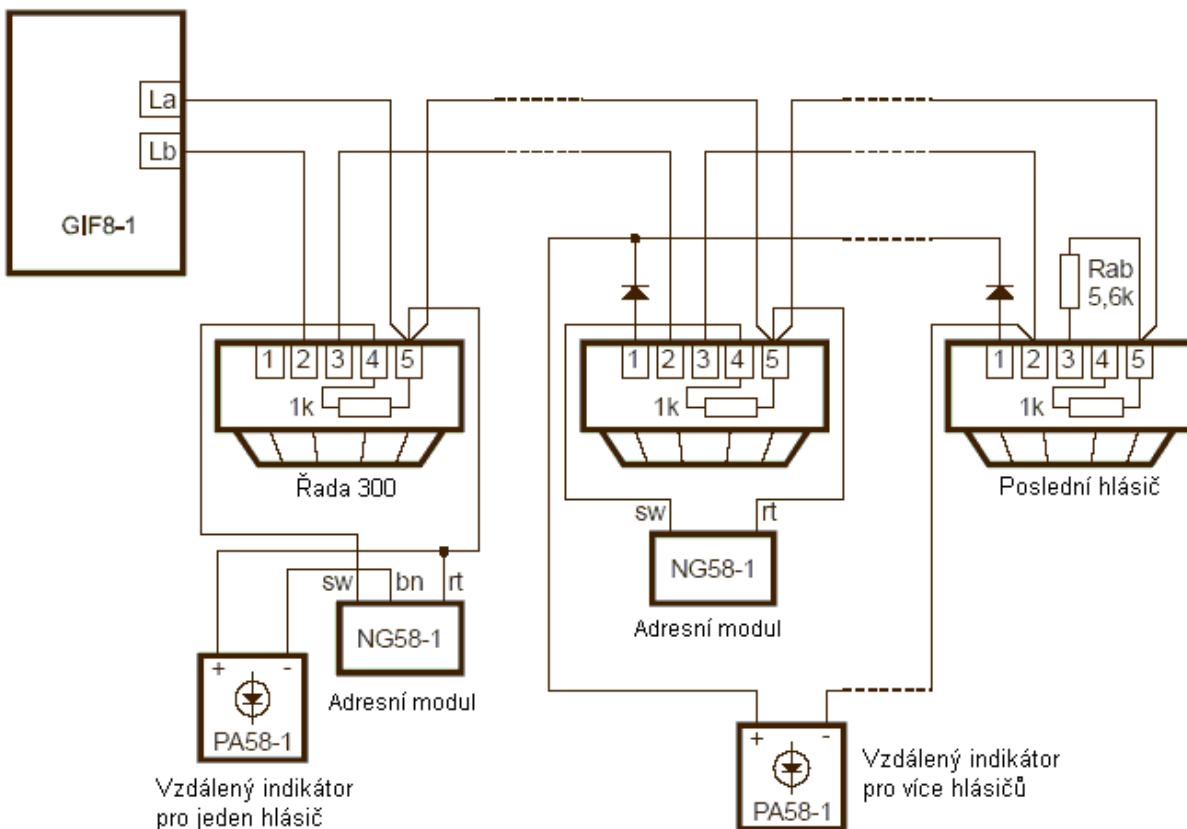 La
Lb
GIF8-1
Rab
5,6k
1 2 3 4 5
1 2 3 4 5
1 2 3 4 5
1k
1k
1k
Řada 300
Poslední hlásič
sw rt
NG58-1
Adresní modul
sw bn rt
NG58-1
Adresní modul
+ -
PA58-1
Vzdálený indikátor
pro jeden hlásič
+ -
PA58-1
Vzdálený indikátor
pro více hlásičů